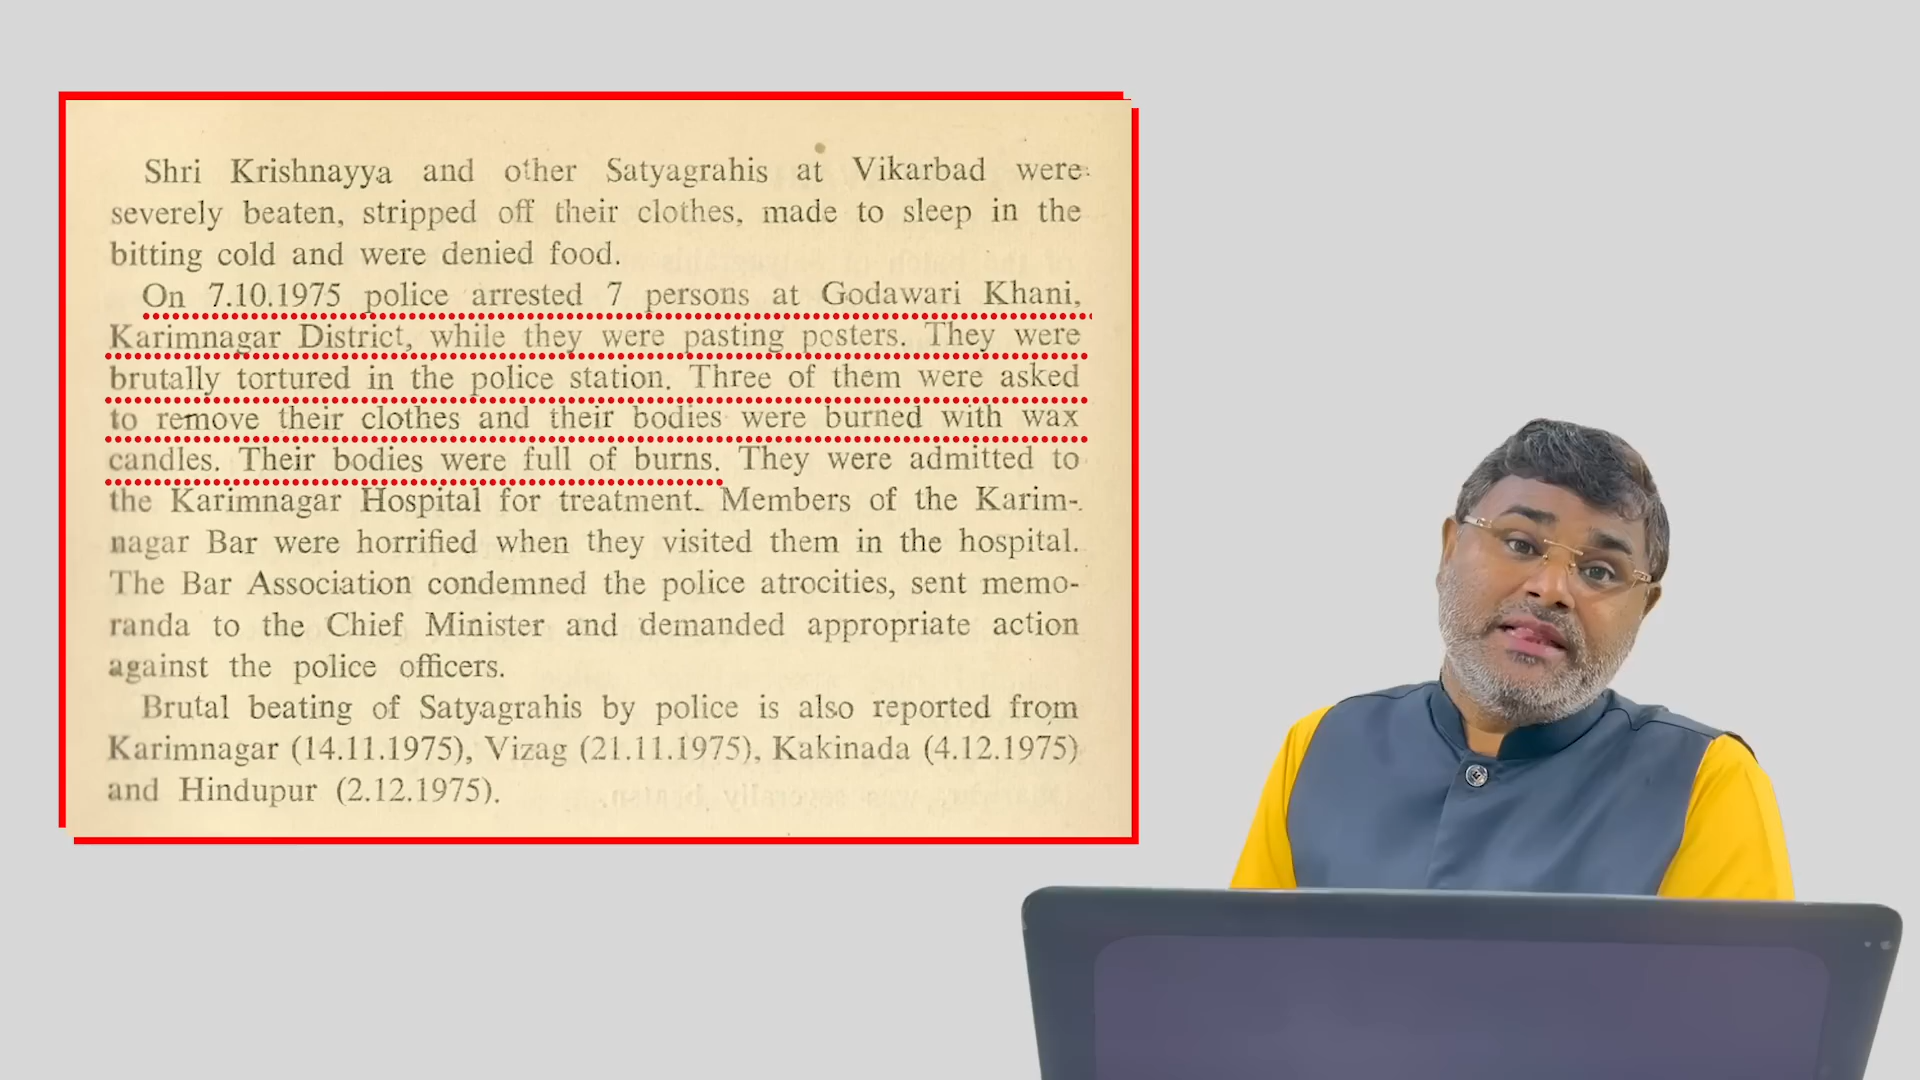 Shri Krishnayya and other Satyagrahis at Vikarbad were
severely beaten, stripped off their clothes, made to sleep in the
bitting cold and were denied food.
On 7.10.1975 police arrested 7 persons at Godawari Khani,
Karimnagar District, while they were pasting posters. They were
brutally tortured in the police station. Three of them were asked
to remove their clothes and their bodies were burned with wax
candles. Their bodies were full of burns. They were admitted to
the Karimnagar Hospital for treatment. Members of the Karim-
nagar Bar were horrified when they visited them in the hospital.
The Bar Association condemned the police atrocities, sent memo-
randa to the Chief Minister and demanded appropriate action
against the police officers.
Brutal beating of Satyagrahis by police is also reported from
Karimnagar (14.11.1975), Vizag (21.11.1975), Kakinada (4.12.1975)
and Hindupur (2.12.1975).